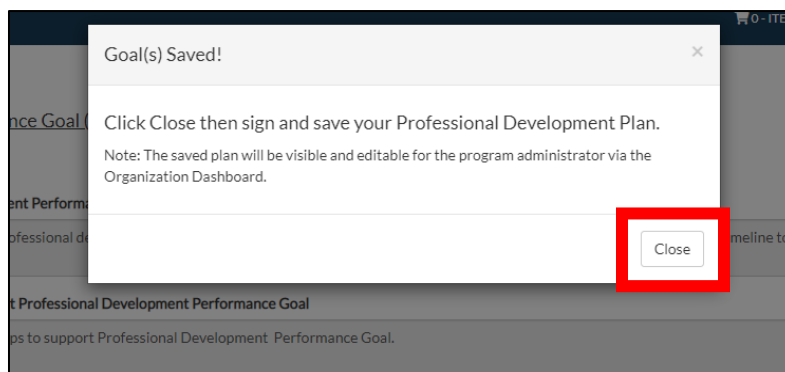 0 - ITE
Goal(s) Saved!
×
nce Goal (
Click Close then sign and save your Professional Development Plan.
Note: The saved plan will be visible and editable for the program administrator via the
Organization Dashboard.
ent Performa
ofessional de
meline to
Close
t Professional Development Performance Goal
ps to support Professional Development Performance Goal.